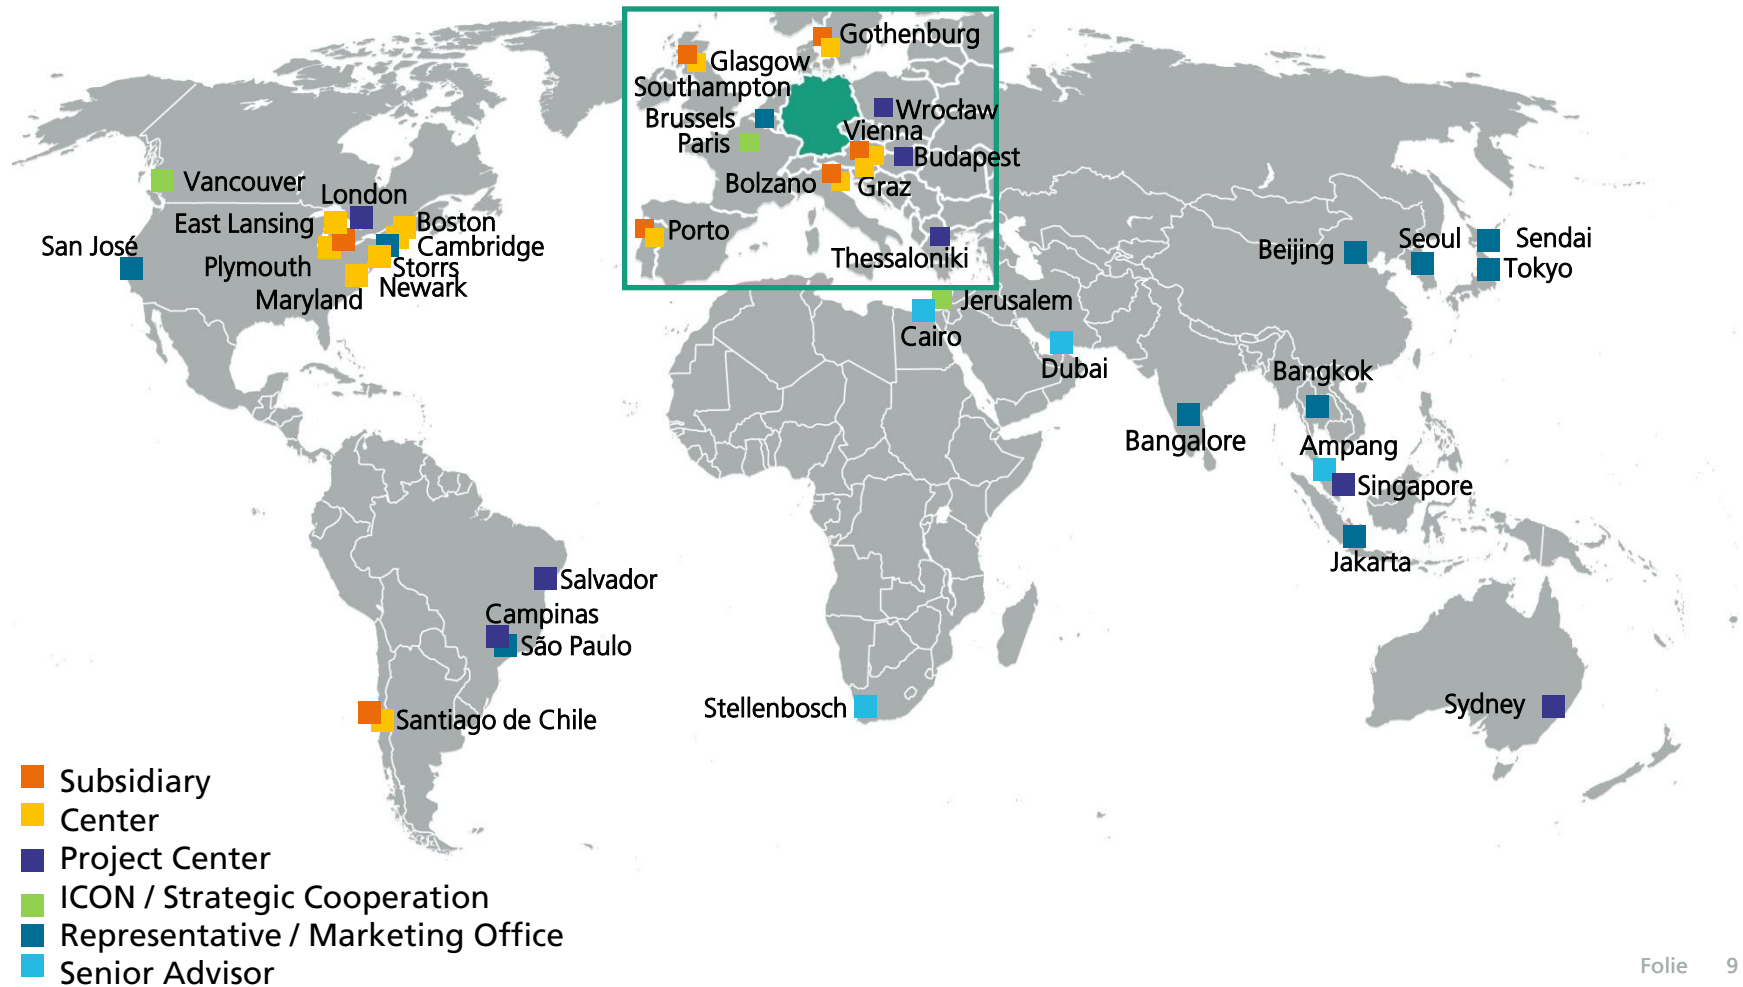 Gothenburg
Glasgow
Southampton
Brussels
Wrocław
Vienna
Paris
Budapest
Bolzano
Graz
Porto
Thessaloniki
Vancouver
London
East Lansing
Boston
San José
Cambridge
Plymouth
Storrs
Newark
Maryland
Jerusalem
Cairo
Dubai
Beijing
Seoul
Sendai
Tokyo
Bangkok
Bangalore
Ampang
Singapore
Jakarta
Salvador
Campinas
São Paulo
Santiago de Chile
Stellenbosch
Sydney
Subsidiary
Center
Project Center
ICON / Strategic Cooperation
Representative / Marketing Office
Senior Advisor
Folie 9